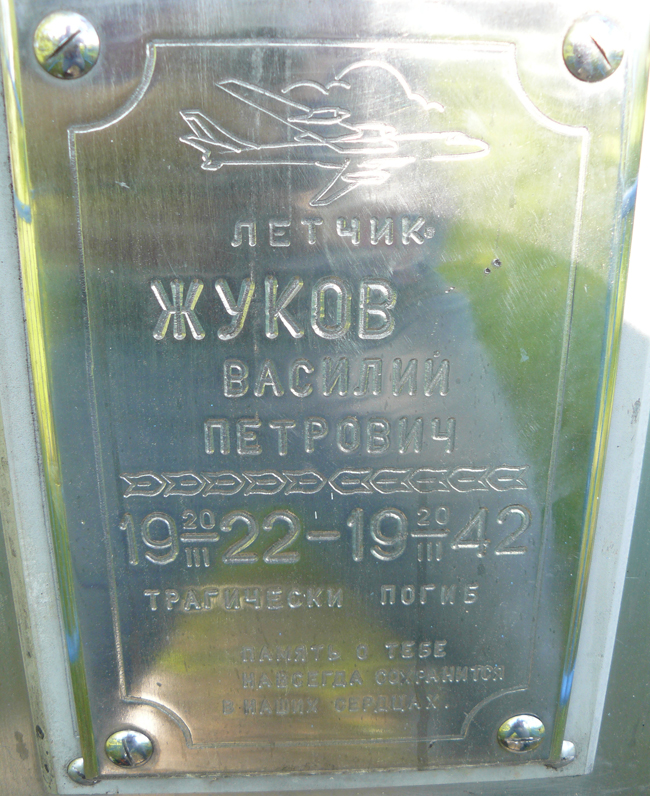 ЛЕТЧИК
ЖУКОВ
ВАСИЛИЙ
ПЕТРОВИЧ
19 20/III 22 – 19 20/III 42
ТРАГИЧЕСКИ ПОГИБ
ПАМЯТЬ О ТЕБЕ
НАВСЕГДА СОХРАНИТСЯ
В НАШИХ СЕРДЦАХ.